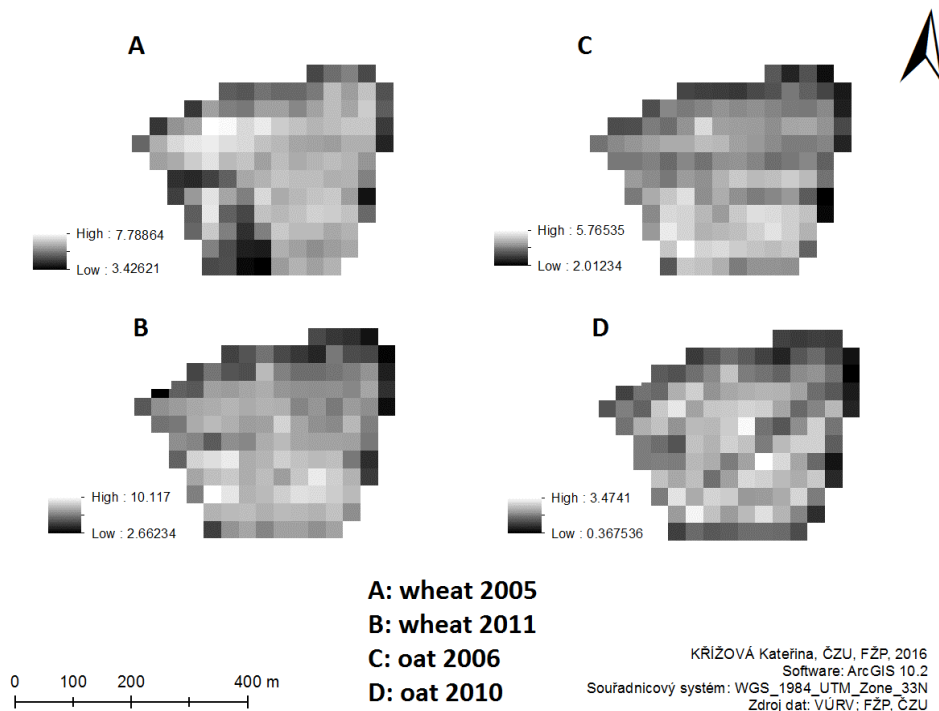 A
C
High : 7.78864
Low : 3.42621
High : 5.76535
Low : 2.01234
B
D
High : 10.117
Low : 2.66234
High : 3.4741
Low : 0.367536
A: wheat 2005
B: wheat 2011
C: oat 2006
D: oat 2010
0 100 200 400 m
KŘÍŽOVÁ Kateřina, ČZU, FŽP, 2016
Software: ArcGIS 10.2
Souřadnicový systém: WGS_1984_UTM_Zone_33N
Zdroj dat: VÚRV; FŽP, ČZU